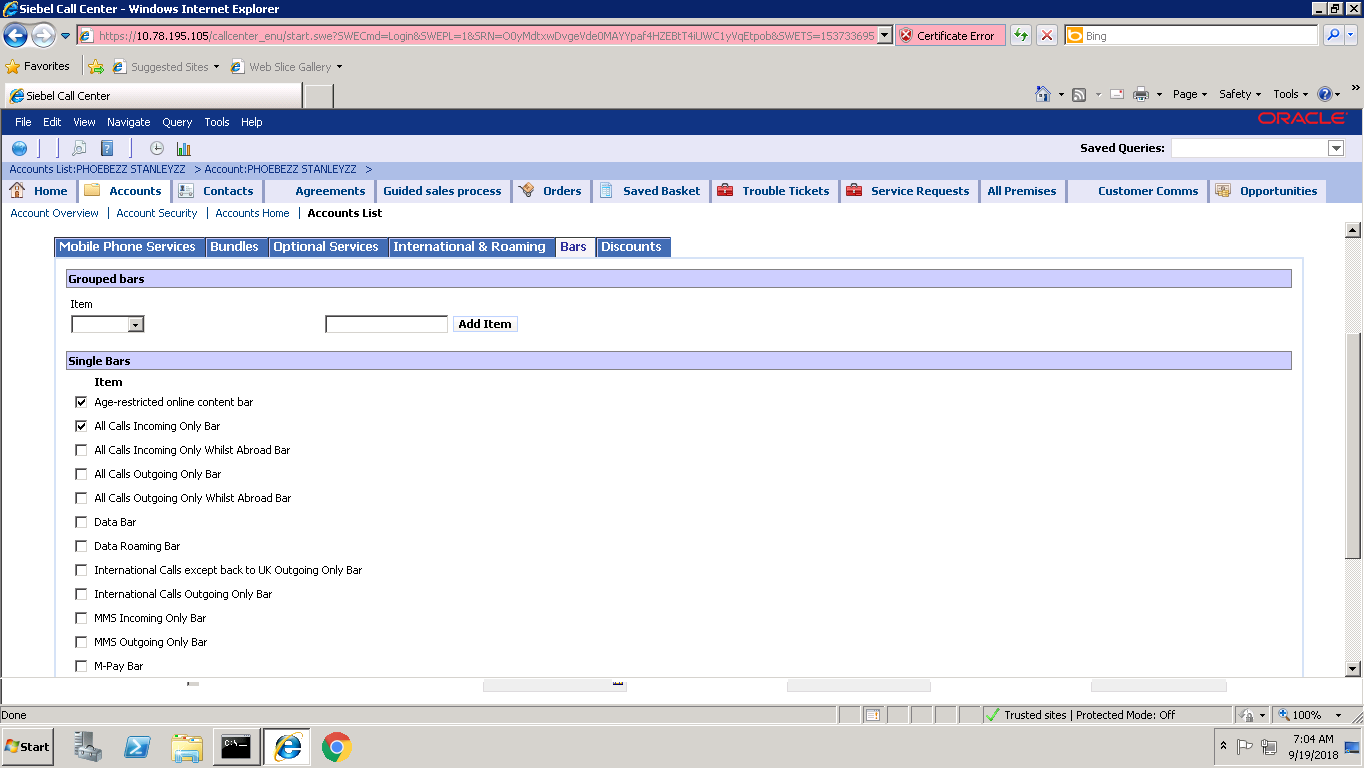 Siebel Call Center - Windows Internet Explorer
https://10.78.195.105/callcenter_enu/start.swe?SWECmd=Login&SWEPL=1&SRN=O0yMdtxwDvgeVde0MAYYpaf4HZEBtT4iUWC1yVqEtpob&SWETS=153733695 Certificate Error Bing
Favorites Suggested Sites Web Slice Gallery
Siebel Call Center Page Safety Tools
File Edit View Navigate Query Tools Help ORACLE
Saved Queries:
Accounts List:PHOEBEZZ STANLEYZZ > Account:PHOEBEZZ STANLEYZZ >
Home Accounts Contacts Agreements Guided sales process Orders Saved Basket Trouble Tickets Service Requests All Premises Customer Comms Opportunities
Account Overview | Account Security | Accounts Home | Accounts List
Mobile Phone Services Bundles Optional Services International & Roaming Bars Discounts
Grouped bars
Item
Add Item
Single Bars
Item
Age-restricted online content bar
All Calls Incoming Only Bar
All Calls Incoming Only Whilst Abroad Bar
All Calls Outgoing Only Bar
All Calls Outgoing Only Whilst Abroad Bar
Data Bar
Data Roaming Bar
International Calls except back to UK Outgoing Only Bar
International Calls Outgoing Only Bar
MMS Incoming Only Bar
MMS Outgoing Only Bar
M-Pay Bar
Done Trusted sites | Protected Mode: Off 100%
Start C:\. 7:04 AM
9/19/2018